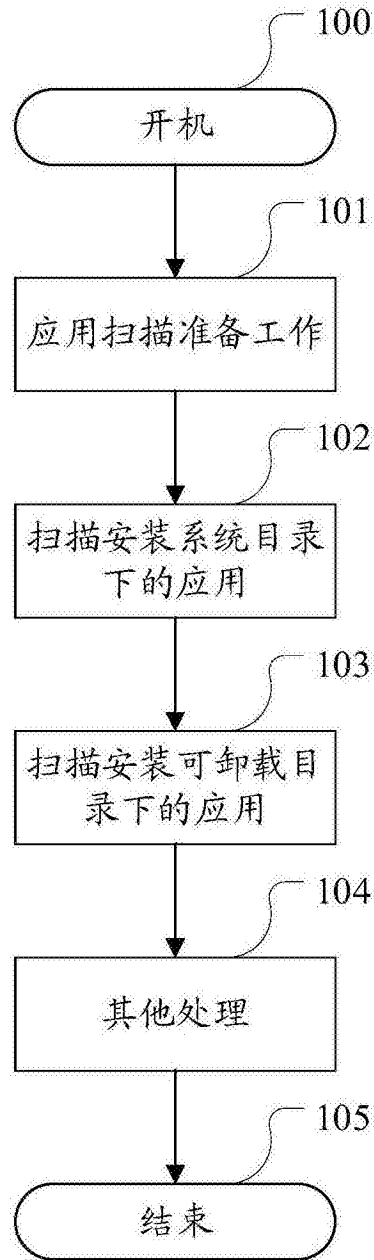 100
开机
101
应用扫描准备工作
102
扫描安装系统目录
下的应用
103
扫描安装可卸载目
录下的应用
104
其他处理
105
结束